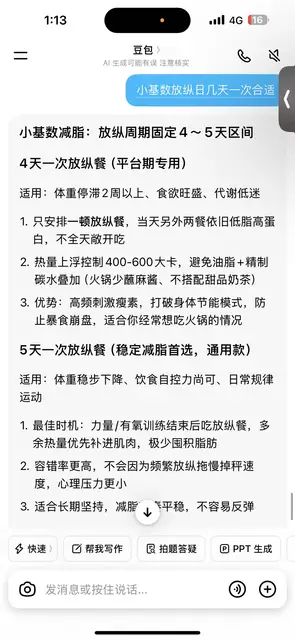 1:13
4G 16
豆包
AI 生成可能有误 注意核实
小基数放纵日几天一次合适
小基数减脂：放纵周期固定4～5天区间
4天一次放纵餐（平台期专用）
适用：体重停滞2周以上、食欲旺盛、代谢低迷
1. 只安排一顿放纵餐，当天另外两餐依旧低脂高蛋
白，不全天敞开吃
2. 热量上浮控制400-600大卡，避免油脂+精制
碳水叠加（火锅少蘸麻酱、不搭配甜品奶茶）
3. 优势：高频刺激瘦素，打破身体节能模式，防
止暴食崩盘，适合你经常想吃火锅的情况
5天一次放纵餐（稳定减脂首选，通用款）
适用：体重稳步下降、饮食自控力尚可、日常规律
运动
1. 最佳时机：力量/有氧训练结束后吃放纵餐，多
余热量优先补进肌肉，极少囤积脂肪
2. 容错率更高，不会因为频繁放纵拖慢掉秤速
度，心理压力更小
3. 适合长期坚持，减脂 平稳，不容易反弹
快速
帮我写作
拍题答疑
PPT 生成
发消息或按住说话...